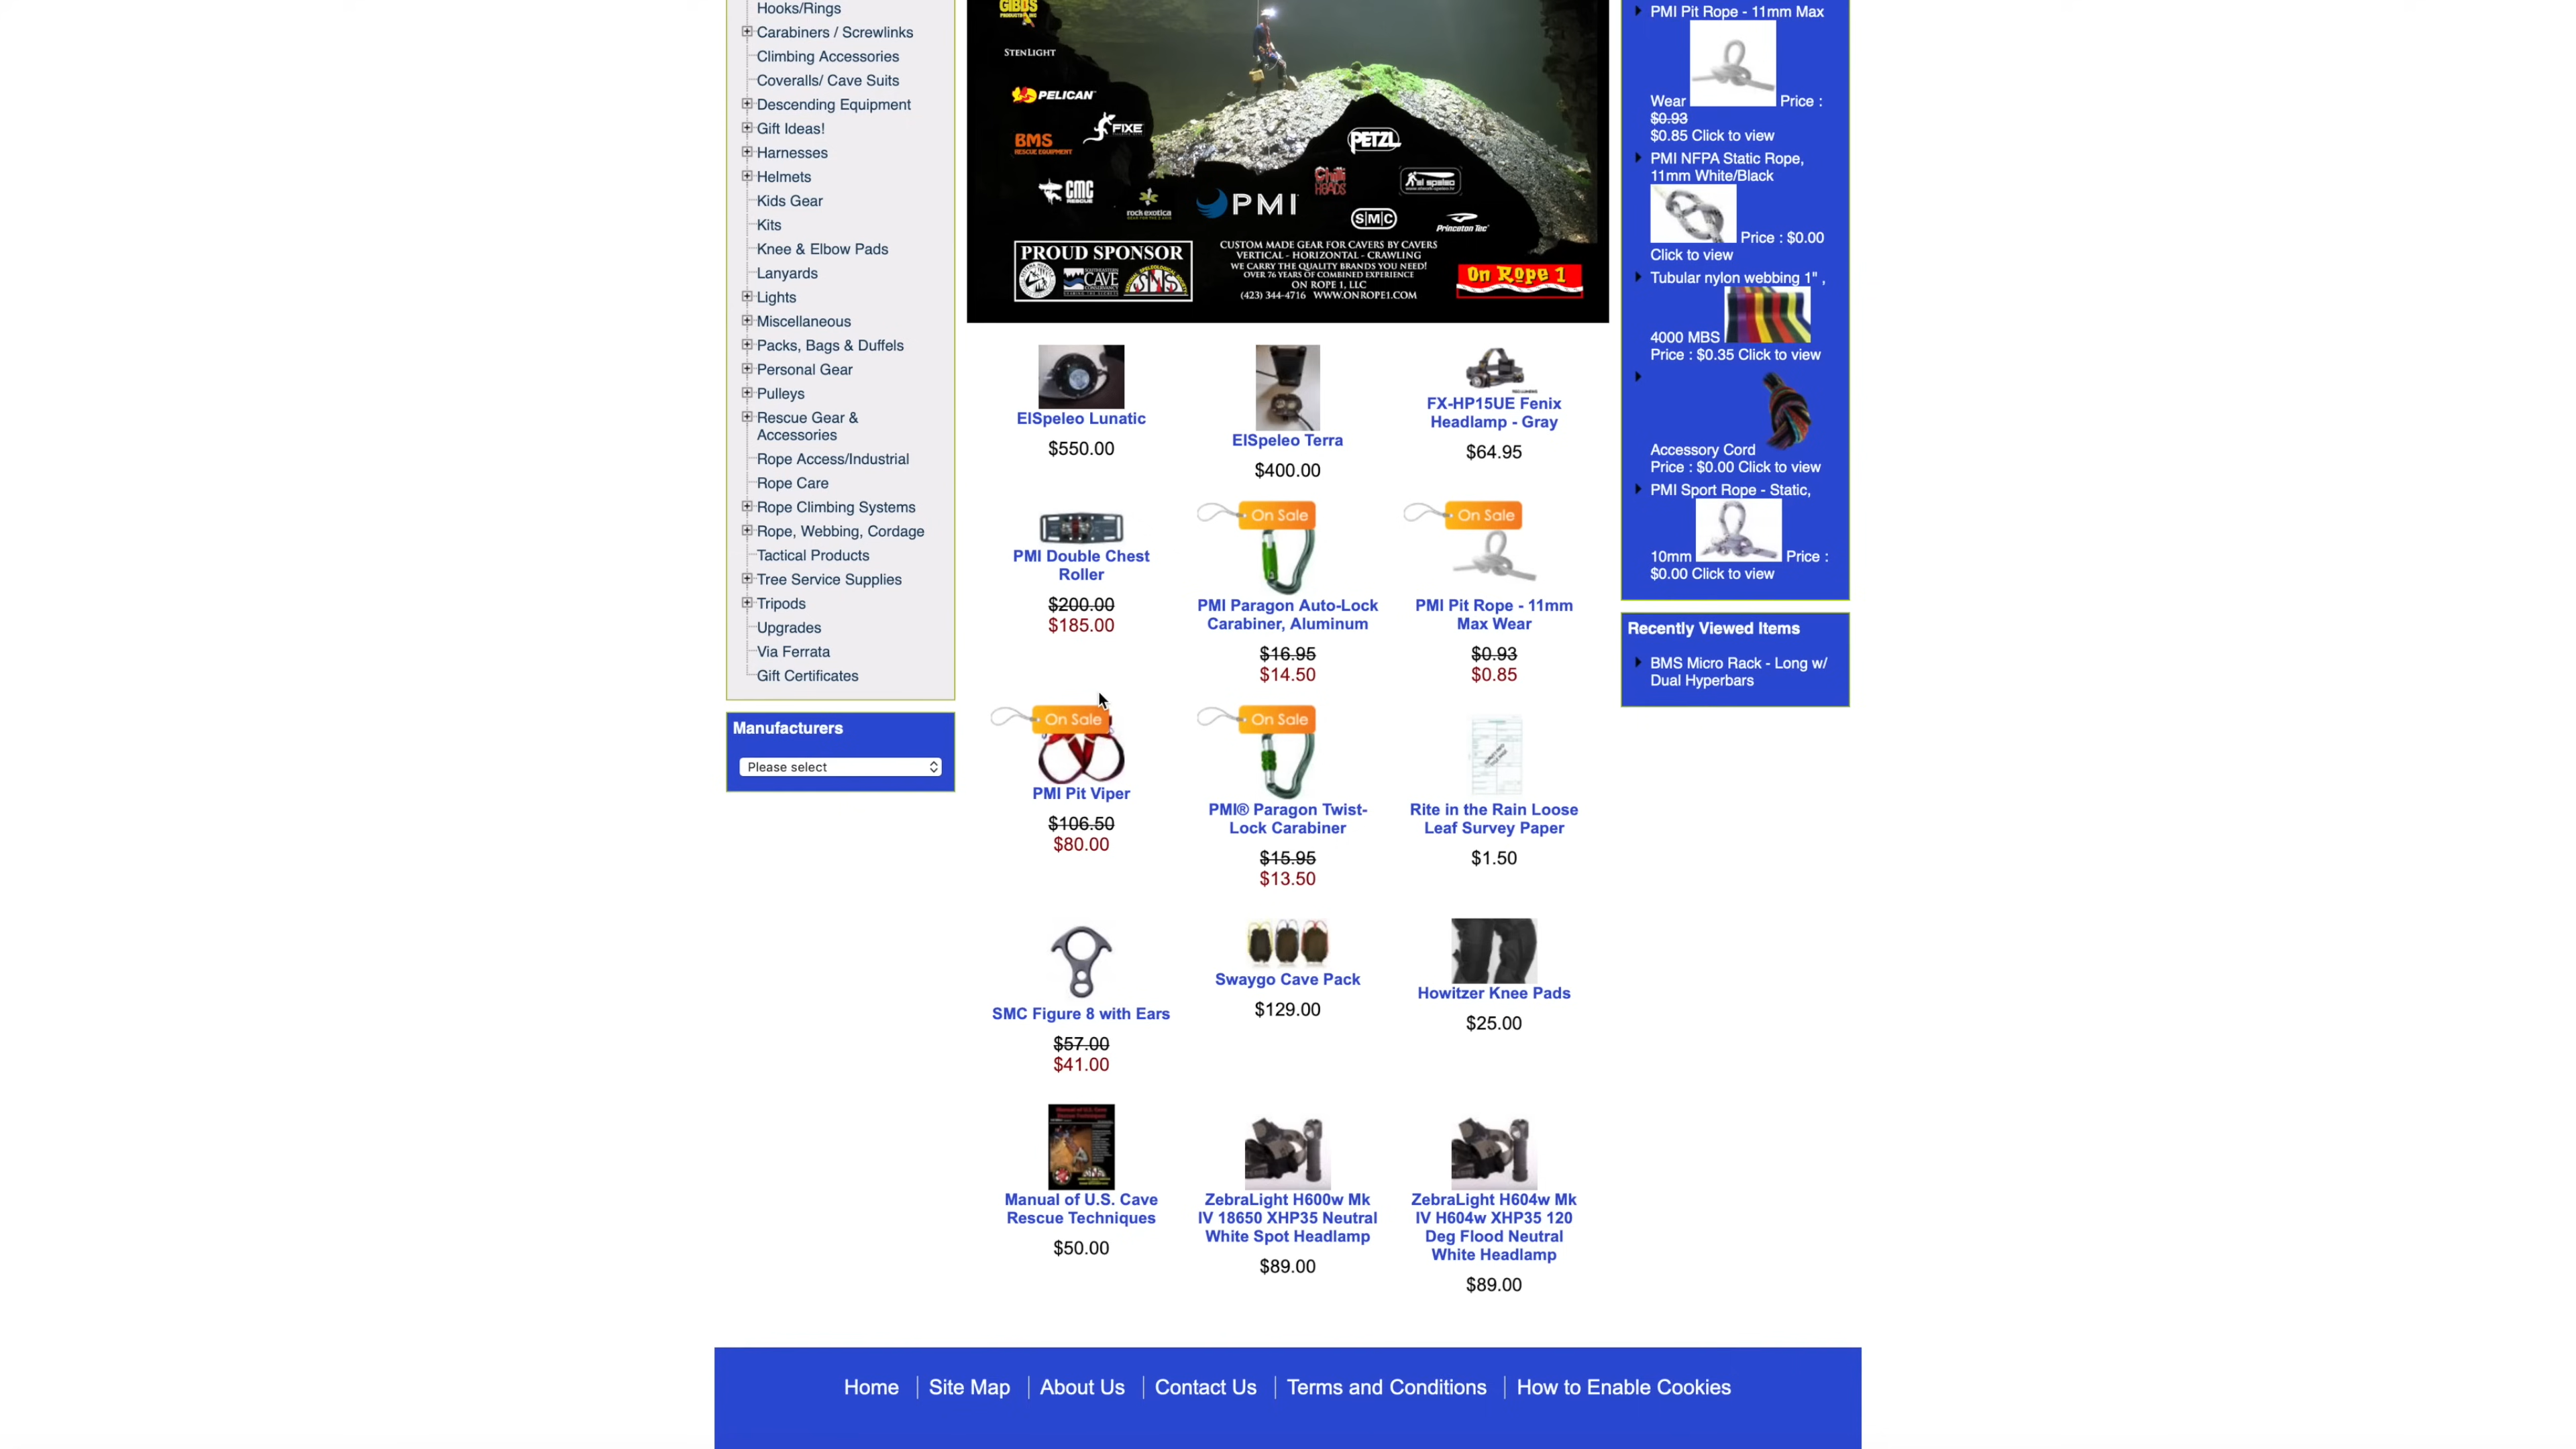 Hooks/Rings
Carabiners / Screwlinks
Climbing Accessories
Coveralls/ Cave Suits
Descending Equipment
Gift Ideas!
Harnesses
Helmets
Kids Gear
Kits
Knee & Elbow Pads
Lanyards
Lights
Miscellaneous
Packs, Bags & Duffels
Personal Gear
Pulleys
Rescue Gear &
Accessories
Rope Access/Industrial
Rope Care
Rope Climbing Systems
Rope, Webbing, Cordage
Tactical Products
Tree Service Supplies
Tripods
Upgrades
Via Ferrata
Gift Certificates
Manufacturers
Please select
GIBBS
STENLIGHT
PELICAN
FIXE
BMS
RESCUE EQUIPMENT
PETZL
CMC
RESCUE
rock exotica
PMI
Chilli
HEADS
el speleo
SMC
Princeton Tec
PROUD SPONSOR
SOUTHEASTERN
CAVE
CONSERVANCY
CUSTOM MADE GEAR FOR CAVERS BY CAVERS
VERTICAL - HORIZONTAL - CRAWLING
WE CARRY THE QUALITY BRANDS YOU NEED!
OVER 76 YEARS OF COMBINED EXPERIENCE
ON ROPE 1, LLC
(423) 344-4716 WWW.ONROPE1.COM
On Rope 1
ElSpeleo Lunatic
$550.00
ElSpeleo Terra
$400.00
FX-HP15UE Fenix
Headlamp - Gray
$64.95
PMI Double Chest
Roller
$200.00
$185.00
On Sale
PMI Paragon Auto-Lock
Carabiner, Aluminum
$16.95
$14.50
On Sale
PMI Pit Rope - 11mm
Max Wear
$0.93
$0.85
On Sale
PMI Pit Viper
$106.50
$80.00
On Sale
PMI® Paragon Twist-
Lock Carabiner
$15.95
$13.50
Rite in the Rain Loose
Leaf Survey Paper
$1.50
SMC Figure 8 with Ears
$57.00
$41.00
Swaygo Cave Pack
$129.00
Howitzer Knee Pads
$25.00
Manual of U.S. Cave
Rescue Techniques
$50.00
ZebraLight H600w Mk
IV 18650 XHP35 Neutral
White Spot Headlamp
$89.00
ZebraLight H604w Mk
IV H604w XHP35 120
Deg Flood Neutral
White Headlamp
$89.00
PMI Pit Rope - 11mm Max
Wear Price :
$0.93
$0.85 Click to view
PMI NFPA Static Rope,
11mm White/Black
Price : $0.00
Click to view
Tubular nylon webbing 1" ,
4000 MBS
Price : $0.35 Click to view
Accessory Cord
Price : $0.00 Click to view
PMI Sport Rope - Static,
10mm Price :
$0.00 Click to view
Recently Viewed Items
BMS Micro Rack - Long w/
Dual Hyperbars
Home Site Map About Us Contact Us Terms and Conditions How to Enable Cookies